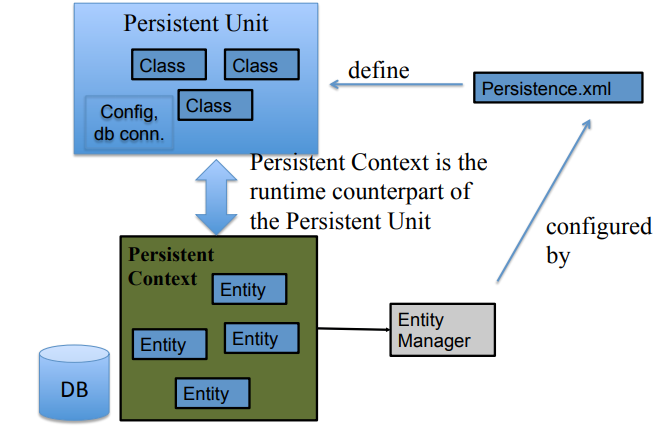 Persistent Unit
Class
Class
Class
Config,
db conn.
define
Persistence.xml
Persistent Context is the
runtime counterpart of
the Persistent Unit
configured
by
Persistent
Context
Entity
Entity
Entity
Entity
Entity
Manager
DB